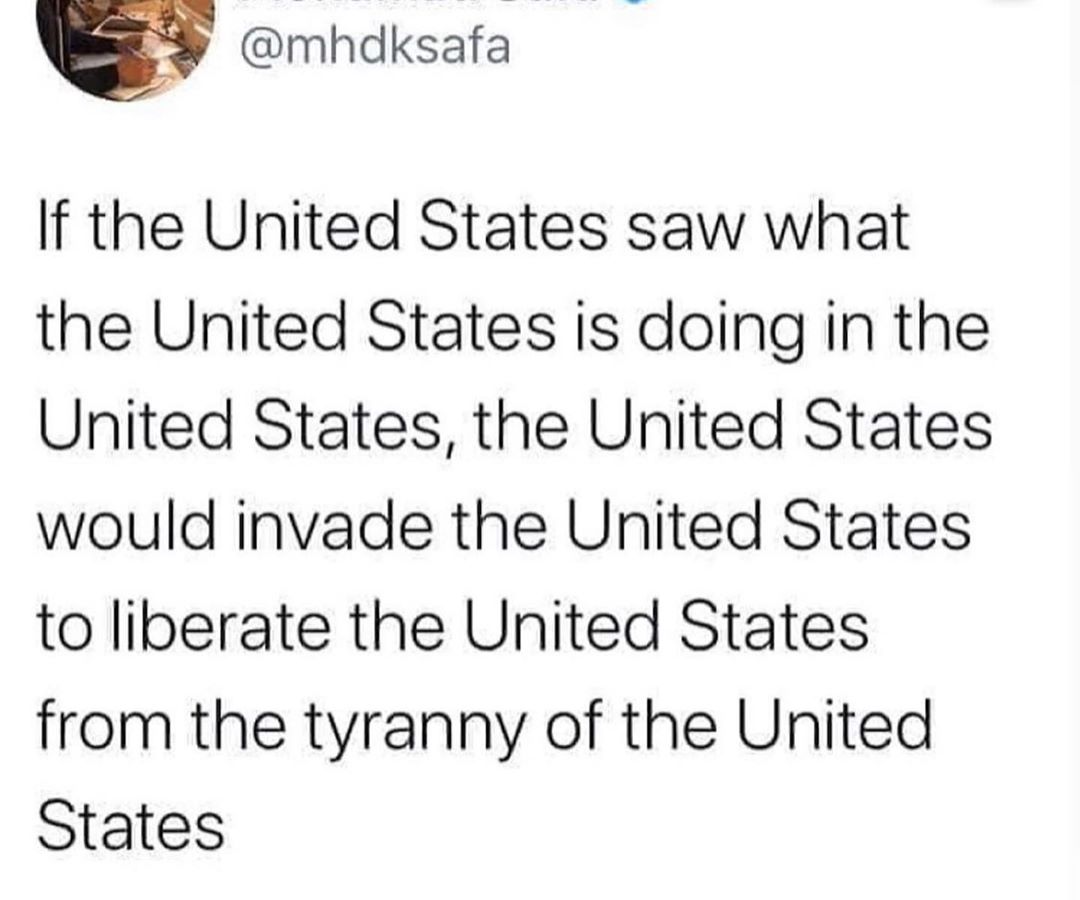 @mhdksafa
If the United States saw what
the United States is doing in the
United States, the United States
would invade the United States
to liberate the United States
from the tyranny of the United
States